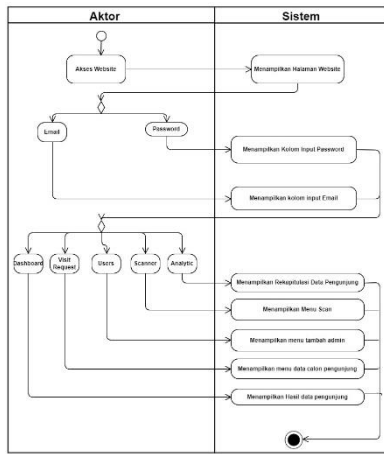 Aktor
Sistem
Akses Website
Menampilkan Halaman Website
Email
Password
Menampilkan Kolom Input Password
Menampilkan kolom input Email
Dashboard
Visit
Request
Users
Scanner
Analytic
Menampilkan Rekapitulasi Data Pengunjung
Menampilkan Menu Scan
Menampilkan menu tambah admin
Menampilkan menu data calon pengunjung
Menampilkan Hasil data pengunjung